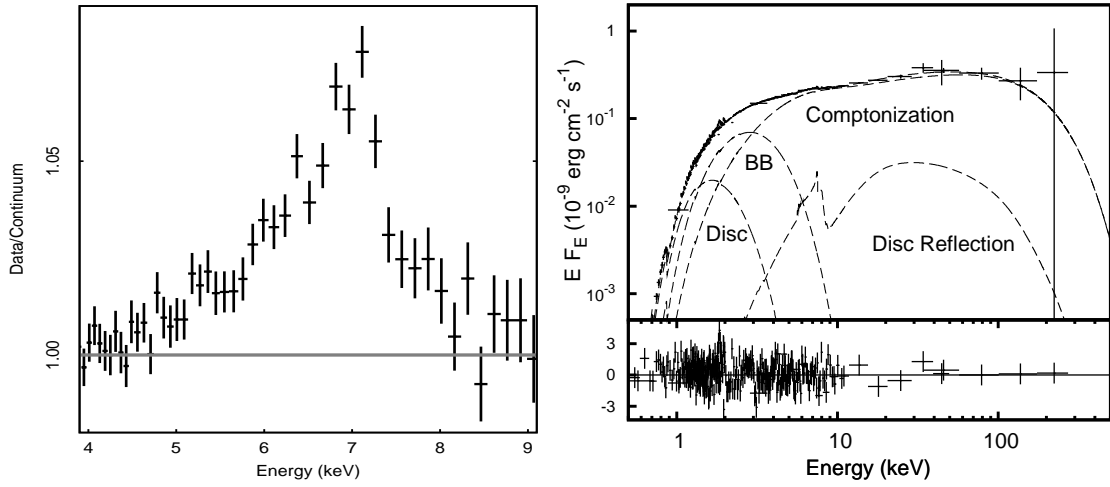 Data/Continuum
1.05
1.00
4 5 6 7 8 9
Energy (keV)
E F_E (10^-9 erg cm^-2 s^-1)
1
10^-1
10^-2
10^-3
Comptonization
BB
Disc
Disc Reflection
3
0
-3
1 10 100
Energy (keV)